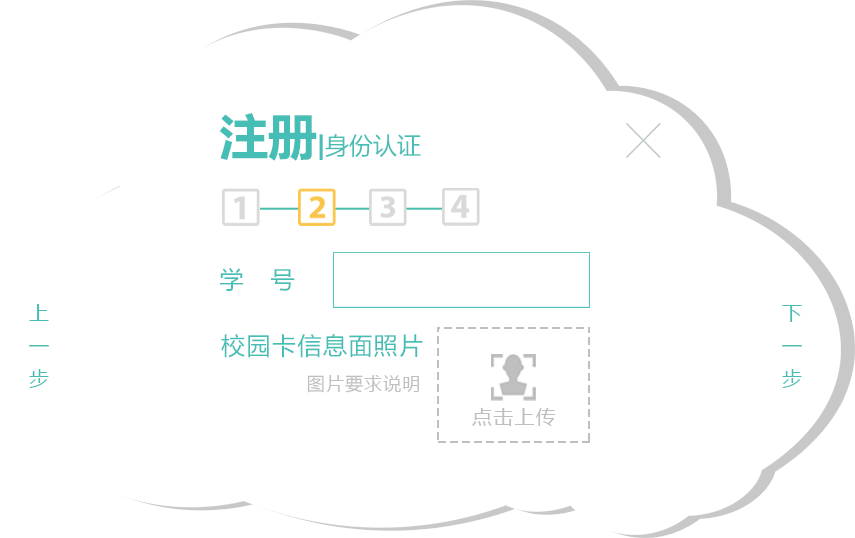 注册|身份认证
1 2 3 4
学 号
上一步
下一步
校园卡信息面照片
图片要求说明
点击上传